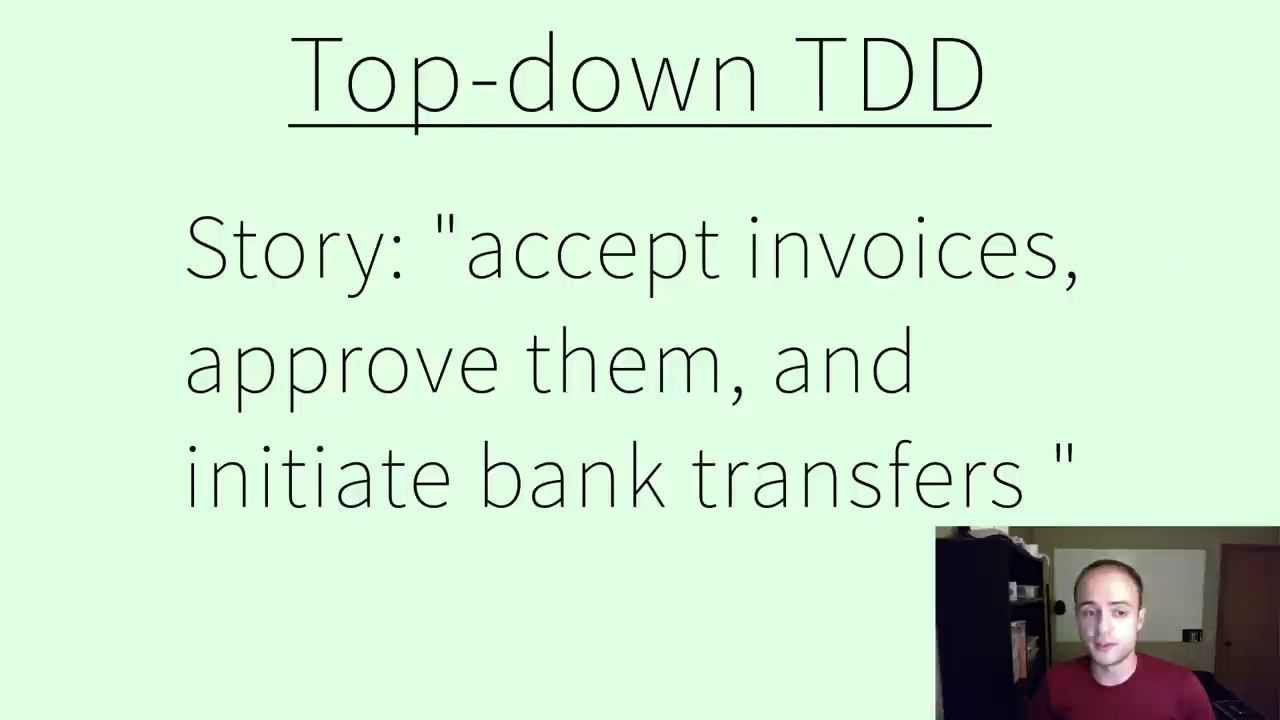 Top-down TDD
Story: "accept invoices,
approve them, and
initiate bank transfers "